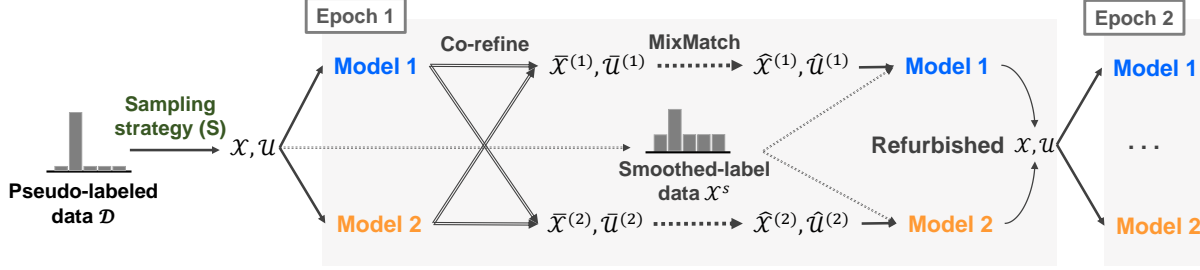 Epoch 1
Epoch 2
Co-refine
MixMatch
Model 1
X̄⁽¹⁾, Ū⁽¹⁾
X̂⁽¹⁾, Û⁽¹⁾
Model 1
Model 1
Sampling
strategy (S)
𝒳, 𝒰
Refurbished 𝒳, 𝒰
...
Smoothed-label
data 𝒳ˢ
Pseudo-labeled
data 𝒟
Model 2
X̄⁽²⁾, Ū⁽²⁾
X̂⁽²⁾, Û⁽²⁾
Model 2
Model 2